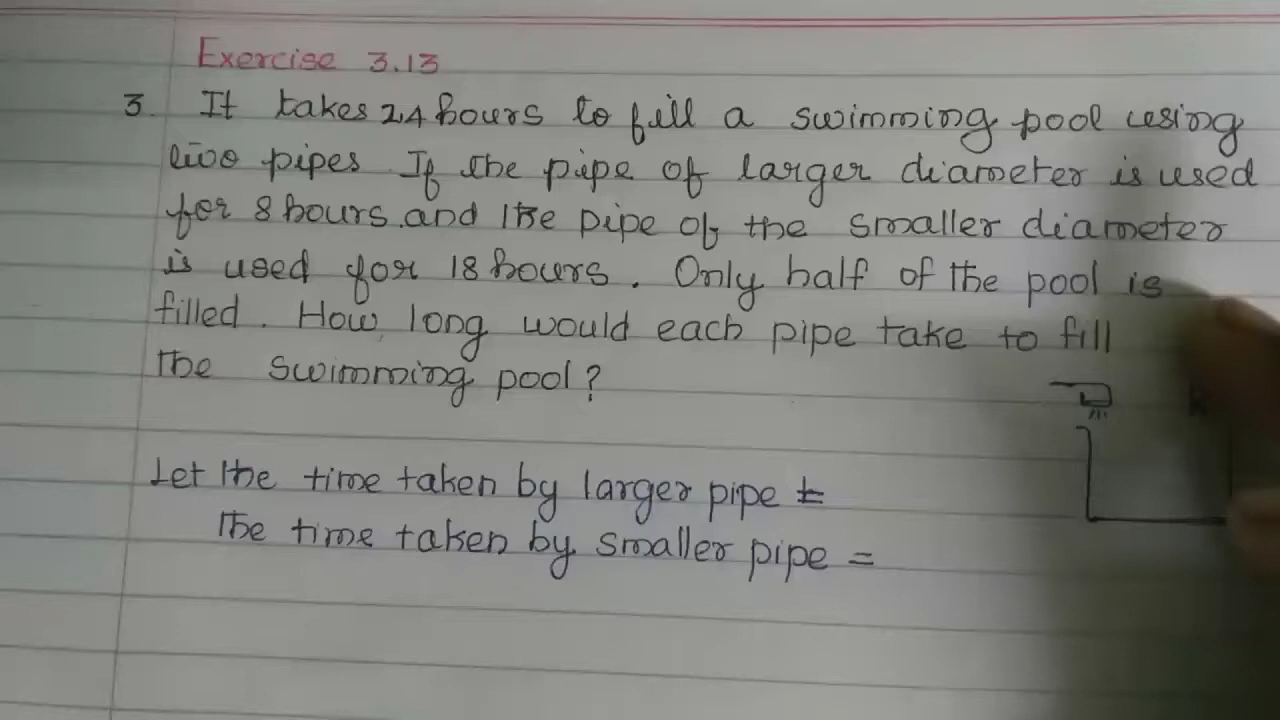 Exercise 3.13
3. It takes 24 hours to fill a swimming pool using
two pipes. If the pipe of larger diameter is used
for 8 hours. and the pipe of the smaller diameter
is used for 18 hours. Only half of the pool is
filled. How long would each pipe take to fill
the swimming pool?
Let the time taken by larger pipe =
the time taken by smaller pipe =